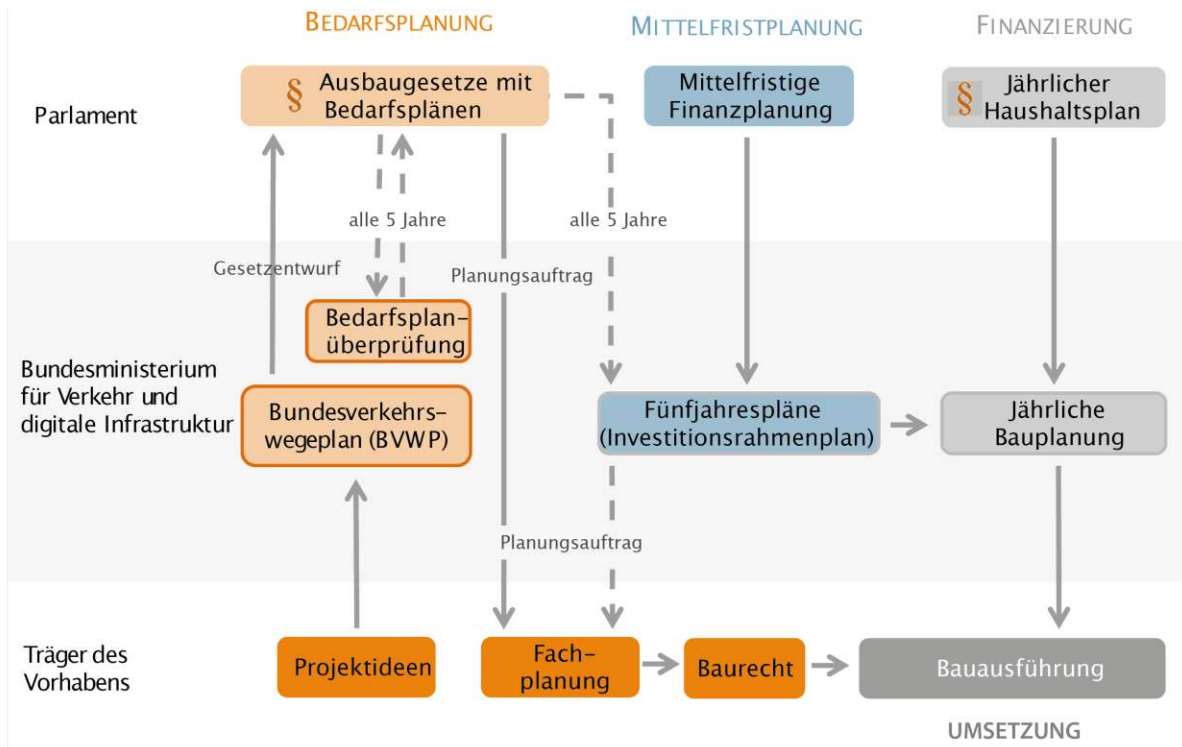 BEDARFSPLANUNG
MITTELFRISTPLANUNG
FINANZIERUNG
Parlament
§ Ausbaugesetze mit
Bedarfsplänen
Mittelfristige
Finanzplanung
§ Jährlicher
Haushaltsplan
alle 5 Jahre
alle 5 Jahre
Gesetzentwurf
Planungsauftrag
Bedarfsplan-
überprüfung
Bundesministerium
für Verkehr und
digitale Infrastruktur
Bundesverkehrs-
wegeplan (BVWP)
Fünfjahrespläne
(Investitionsrahmenplan)
Jährliche
Bauplanung
Planungsauftrag
Träger des
Vorhabens
Projektideen
Fach-
planung
Baurecht
Bauausführung
UMSETZUNG